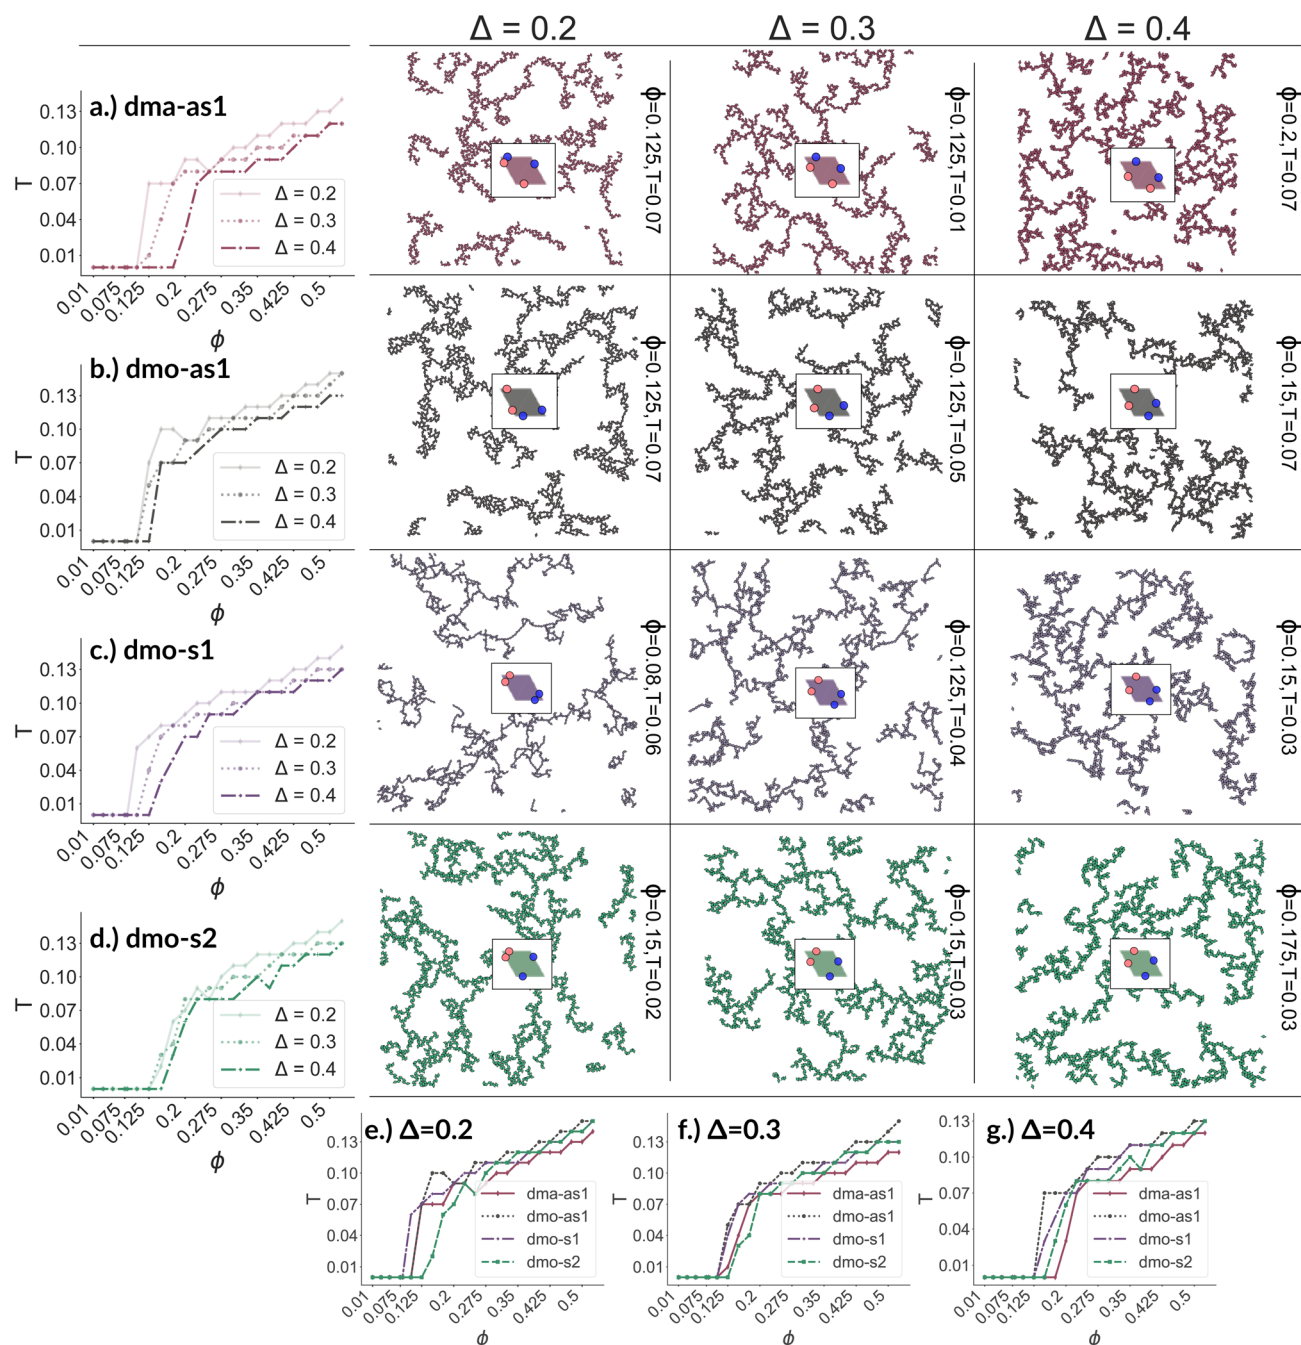 Δ = 0.2
Δ = 0.3
Δ = 0.4
a.) dma-as1
T
0.13
0.10
0.07
0.04
0.01
Δ = 0.2
Δ = 0.3
Δ = 0.4
0.01
0.075
0.125
0.2
0.275
0.35
0.425
0.5
ϕ
ϕ=0.125,T=0.07
ϕ=0.125,T=0.01
ϕ=0.2,T=0.07
b.) dmo-as1
T
0.13
0.10
0.07
0.04
0.01
Δ = 0.2
Δ = 0.3
Δ = 0.4
0.01
0.075
0.125
0.2
0.275
0.35
0.425
0.5
ϕ
ϕ=0.125,T=0.07
ϕ=0.125,T=0.05
ϕ=0.15,T=0.07
c.) dmo-s1
T
0.13
0.10
0.07
0.04
0.01
Δ = 0.2
Δ = 0.3
Δ = 0.4
0.01
0.075
0.125
0.2
0.275
0.35
0.425
0.5
ϕ
ϕ=0.08,T=0.06
ϕ=0.125,T=0.04
ϕ=0.15,T=0.03
d.) dmo-s2
T
0.13
0.10
0.07
0.04
0.01
Δ = 0.2
Δ = 0.3
Δ = 0.4
0.01
0.075
0.125
0.2
0.275
0.35
0.425
0.5
ϕ
ϕ=0.15,T=0.02
ϕ=0.15,T=0.03
ϕ=0.175,T=0.03
e.) Δ=0.2
T
0.13
0.10
0.07
0.04
0.01
dma-as1
dmo-as1
dmo-s1
dmo-s2
0.01
0.075
0.125
0.2
0.275
0.35
0.425
0.5
ϕ
f.) Δ=0.3
T
0.13
0.10
0.07
0.04
0.01
dma-as1
dmo-as1
dmo-s1
dmo-s2
0.01
0.075
0.125
0.2
0.275
0.35
0.425
0.5
ϕ
g.) Δ=0.4
T
0.13
0.10
0.07
0.04
0.01
dma-as1
dmo-as1
dmo-s1
dmo-s2
0.01
0.075
0.125
0.2
0.275
0.35
0.425
0.5
ϕ